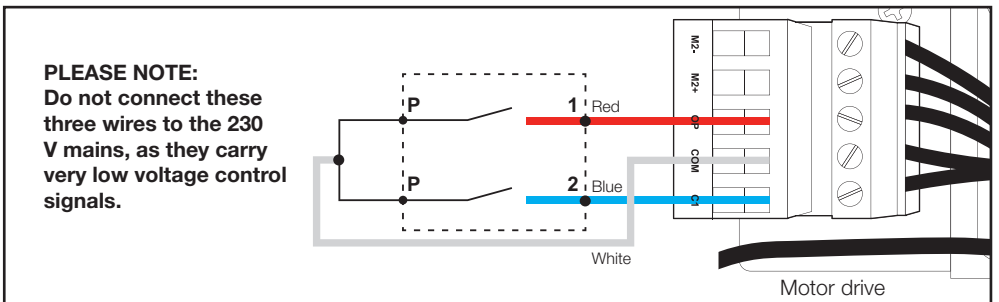 PLEASE NOTE:
Do not connect these
three wires to the 230
V mains, as they carry
very low voltage control
signals.
P
1 Red
P
2 Blue
White
M2-
M2+
OP
COM
C1
Motor drive